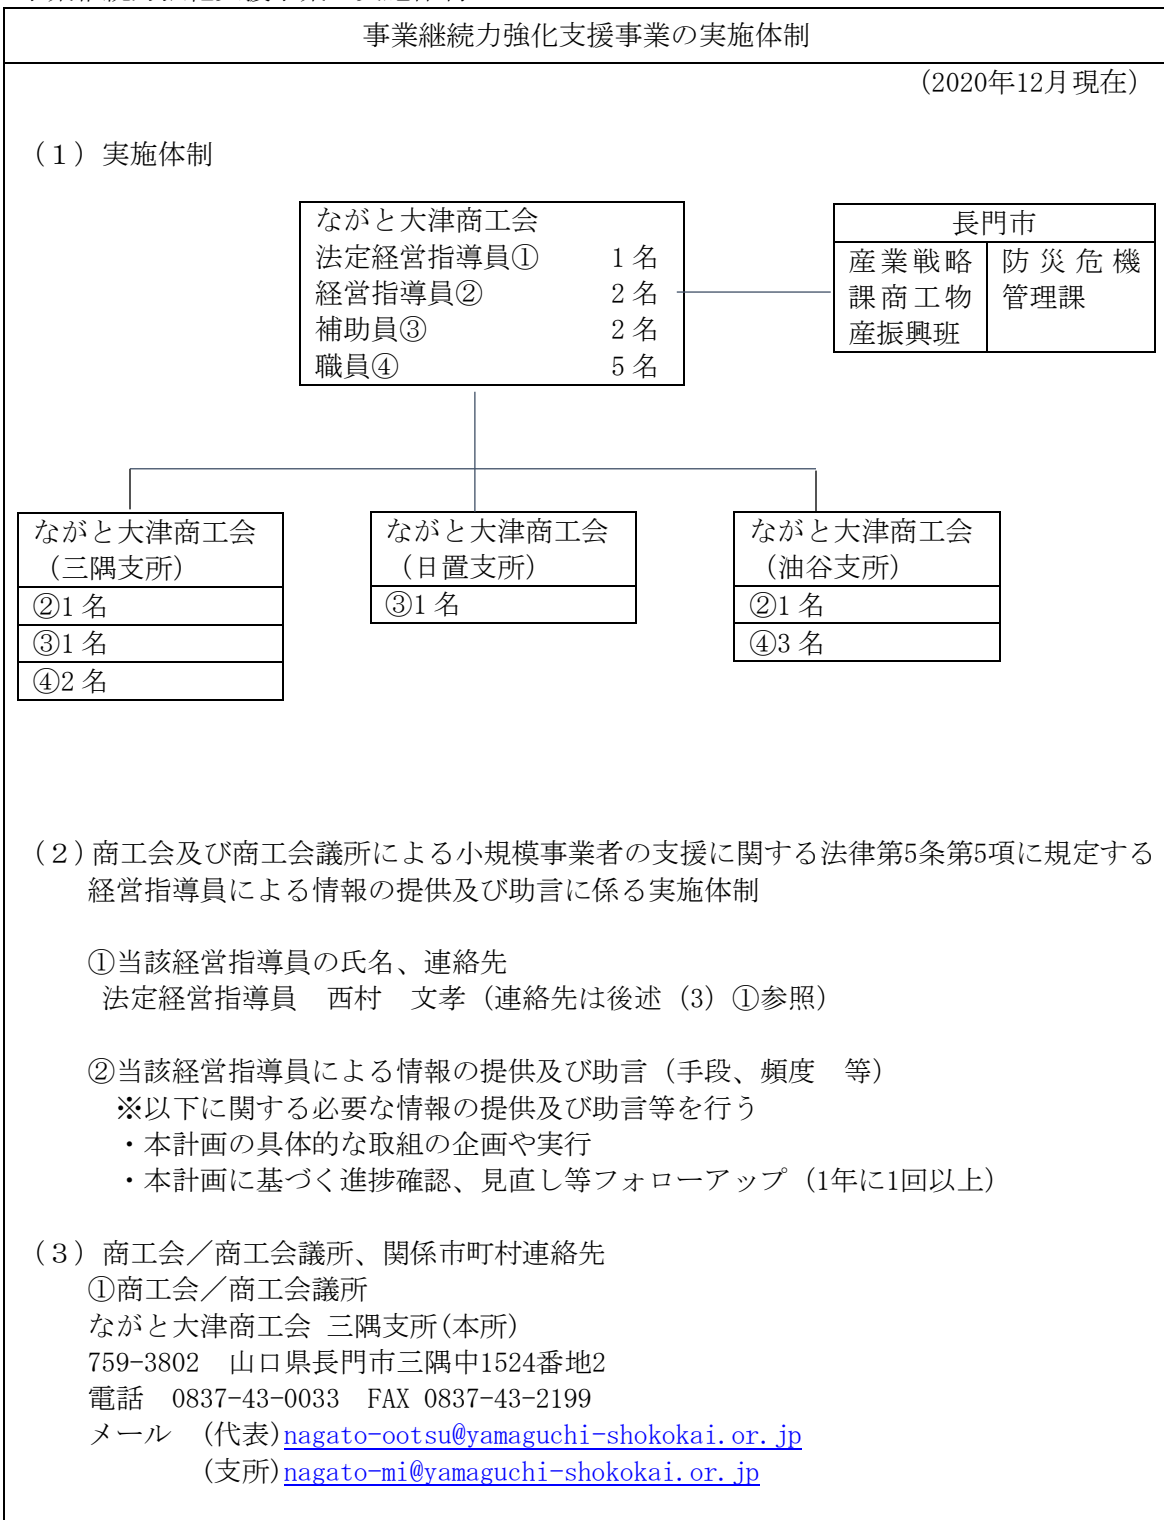 事業継続力強化支援事業の実施体制
(2020年12月現在)
（１）実施体制
ながと大津商工会
法定経営指導員① 1名
経営指導員② 2名
補助員③ 2名
職員④ 5名
長門市
産業戦略
課商工物
産振興班
防災危機
管理課
ながと大津商工会
（三隅支所）
②1名
③1名
④2名
ながと大津商工会
（日置支所）
③1名
ながと大津商工会
（油谷支所）
②1名
④3名
（２）商工会及び商工会議所による小規模事業者の支援に関する法律第5条第5項に規定する
経営指導員による情報の提供及び助言に係る実施体制
①当該経営指導員の氏名、連絡先
法定経営指導員　西村　文孝（連絡先は後述（3）①参照）
②当該経営指導員による情報の提供及び助言（手段、頻度　等）
※以下に関する必要な情報の提供及び助言等を行う
・本計画の具体的な取組の企画や実行
・本計画に基づく進捗確認、見直し等フォローアップ（1年に1回以上）
（３）商工会／商工会議所、関係市町村連絡先
①商工会／商工会議所
ながと大津商工会 三隅支所(本所)
759-3802　山口県長門市三隅中1524番地2
電話　0837-43-0033　FAX 0837-43-2199
メール　(代表)nagato-ootsu@yamaguchi-shokokai.or.jp
(支所)nagato-mi@yamaguchi-shokokai.or.jp